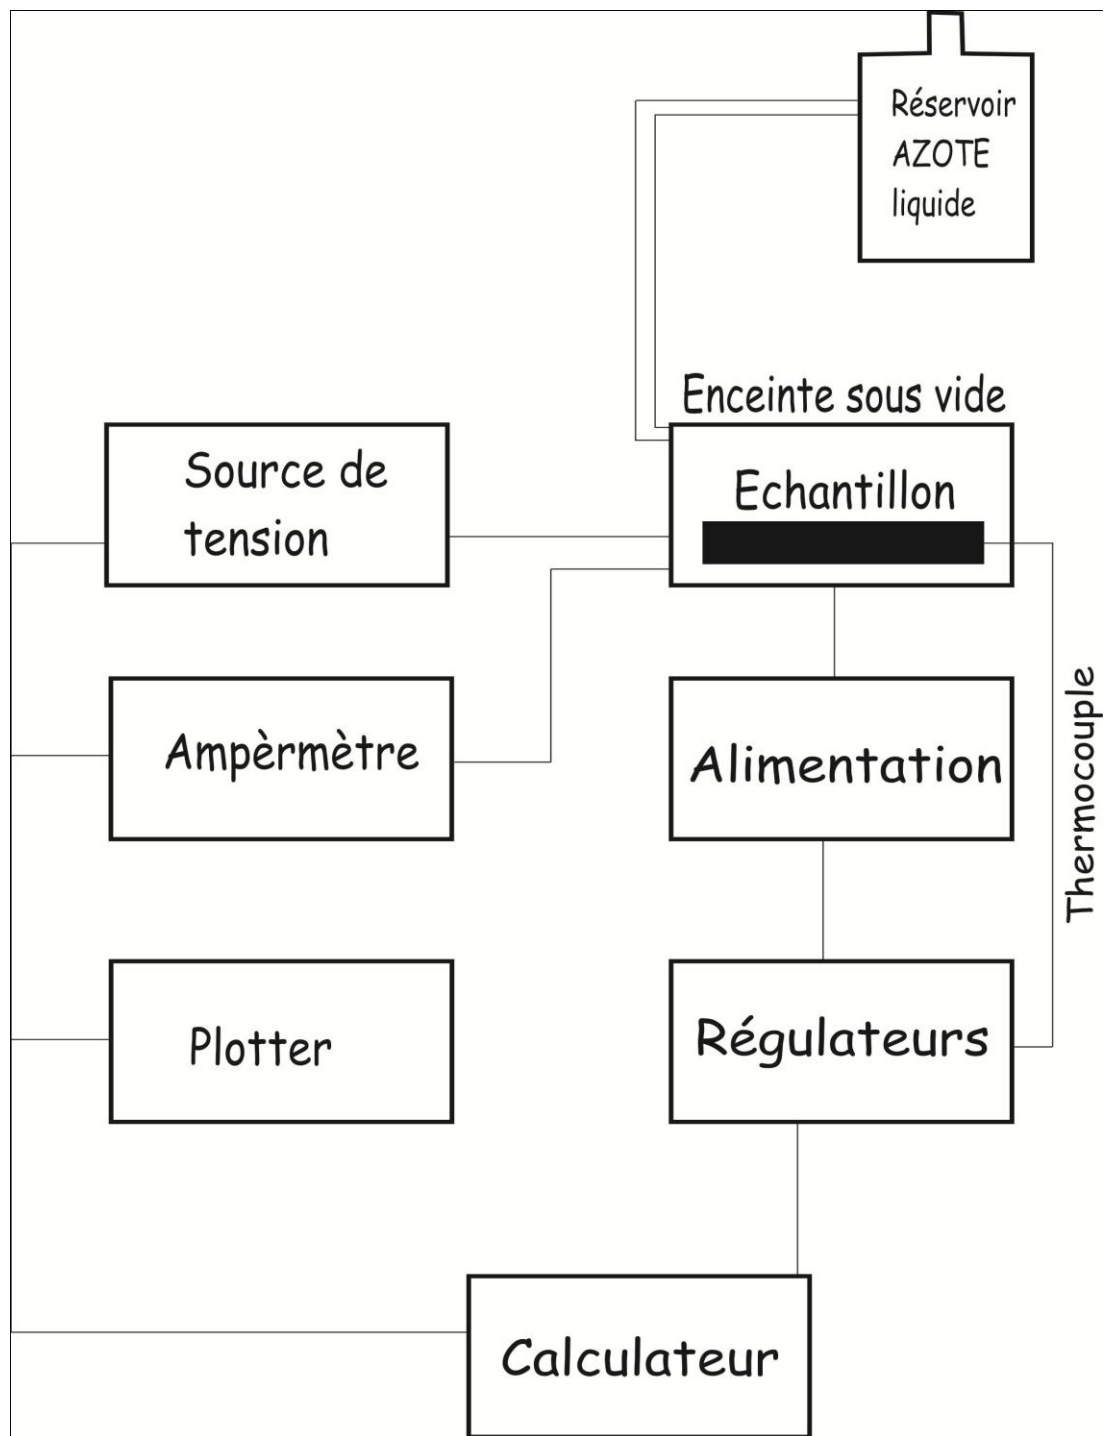 Réservoir
AZOTE
liquide
Enceinte sous vide
Source de
tension
Echantillon
Ampèrmètre
Alimentation
Thermocouple
Plotter
Régulateurs
Calculateur